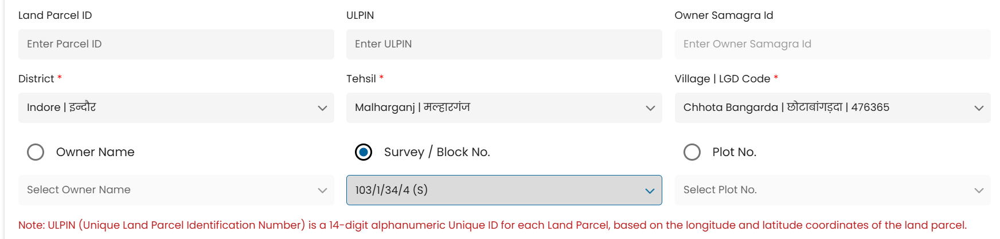 Land Parcel ID ULPIN Owner Samagra Id
Enter Parcel ID Enter ULPIN Enter Owner Samagra Id
District * Tehsil * Village | LGD Code *
Indore | इन्दौर Malharganj | मल्हारगंज Chhota Bangarda | छोटाबांगड़दा | 476365
Owner Name Survey / Block No. Plot No.
Select Owner Name 103/1/34/4 (S) Select Plot No.
Note: ULPIN (Unique Land Parcel Identification Number) is a 14-digit alphanumeric Unique ID for each Land Parcel, based on the longitude and latitude coordinates of the land parcel.